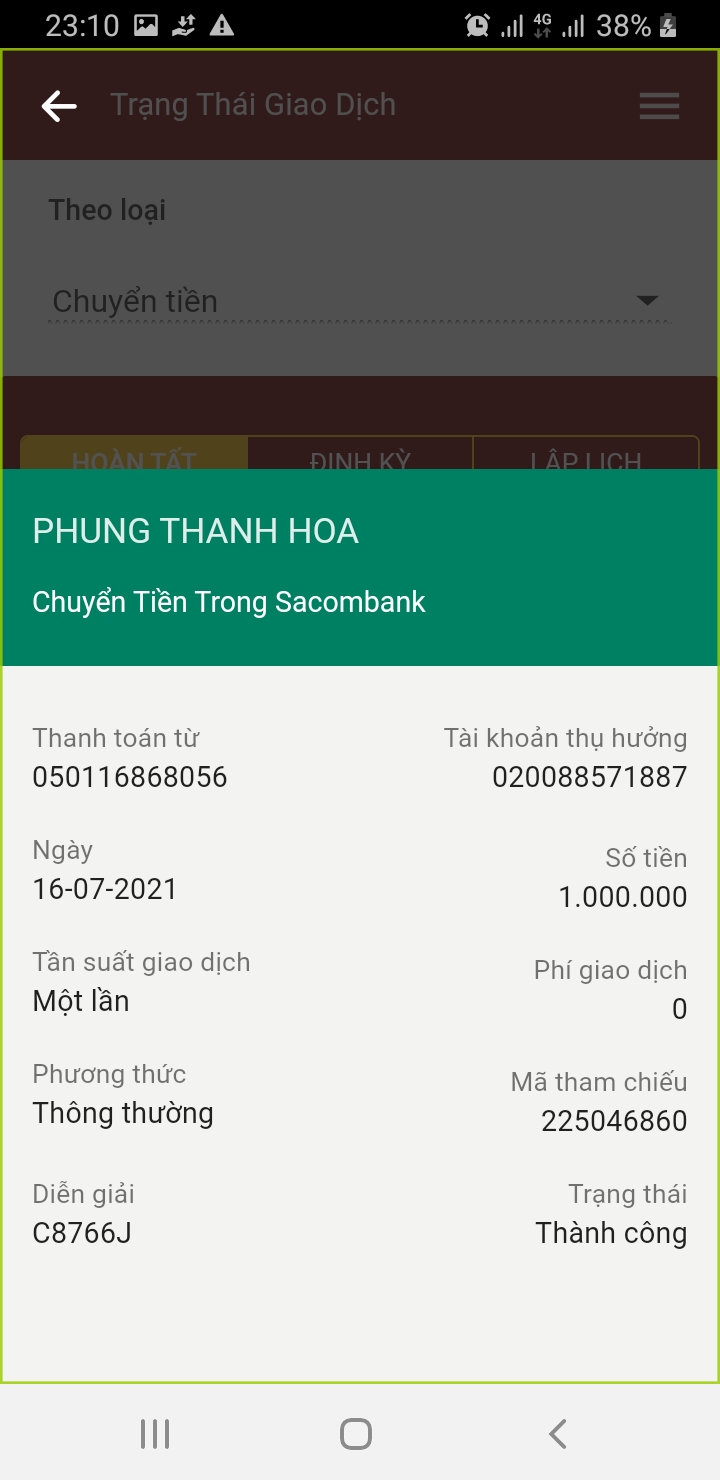 23:10
4G
38%
Trạng Thái Giao Dịch
Theo loại
Chuyển tiền
HOÀN TẤT ĐỊNH KỲ LẬP LỊCH
PHUNG THANH HOA
Chuyển Tiền Trong Sacombank
Thanh toán từ
050116868056
Tài khoản thụ hưởng
020088571887
Ngày
16-07-2021
Số tiền
1.000.000
Tần suất giao dịch
Một lần
Phí giao dịch
0
Phương thức
Thông thường
Mã tham chiếu
225046860
Diễn giải
C8766J
Trạng thái
Thành công